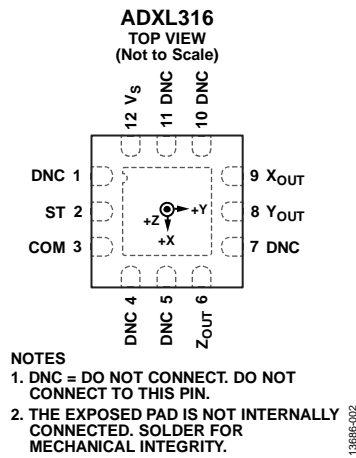 ADXL316
TOP VIEW
(Not to Scale)
12 VS
11 DNC
10 DNC
DNC 1
ST 2
COM 3
9 XOUT
8 YOUT
7 DNC
+Z
+Y
+X
DNC 4
DNC 5
ZOUT 6
NOTES
1. DNC = DO NOT CONNECT. DO NOT
CONNECT TO THIS PIN.
2. THE EXPOSED PAD IS NOT INTERNALLY
CONNECTED. SOLDER FOR
MECHANICAL INTEGRITY.
13686-002